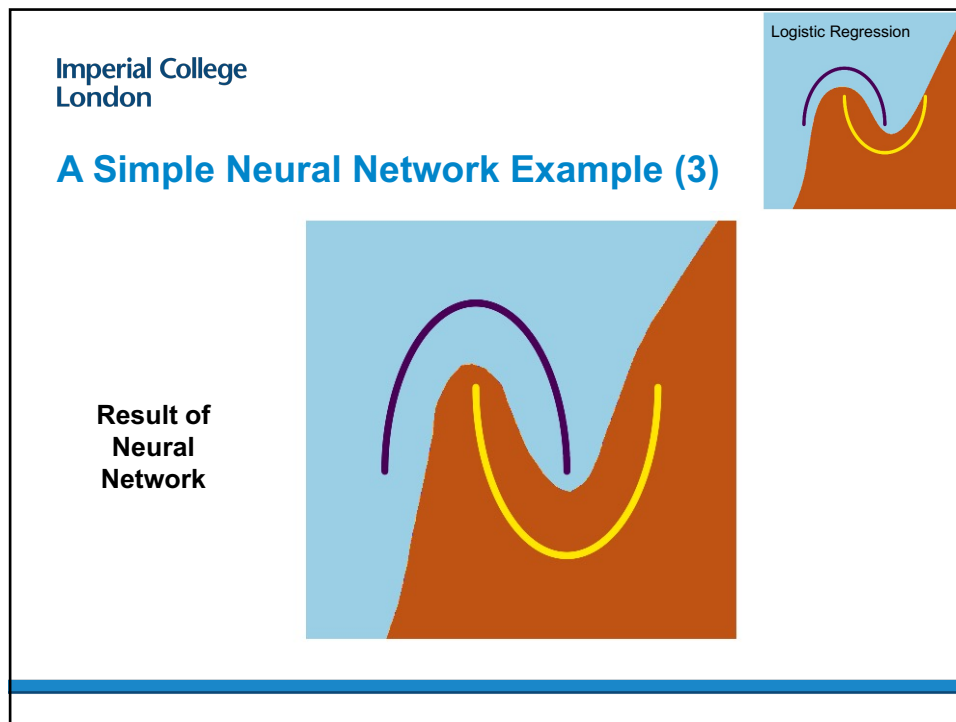 Logistic Regression
Imperial College
London
A Simple Neural Network Example (3)
Result of
Neural
Network